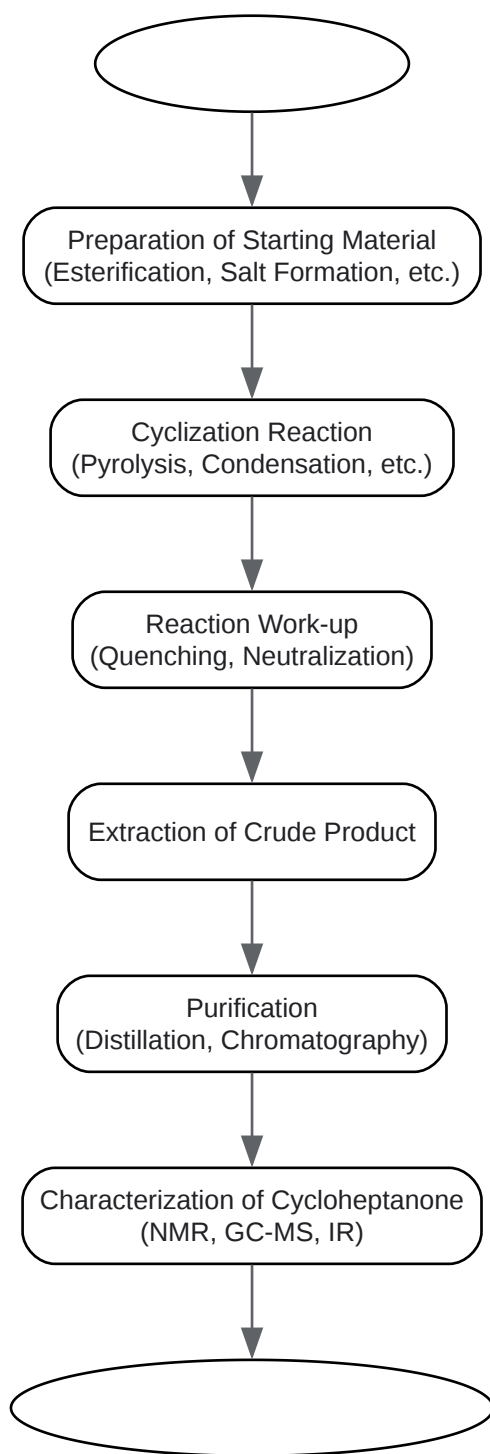 Preparation of Starting Material
(Esterification, Salt Formation, etc.)
Cyclization Reaction
(Pyrolysis, Condensation, etc.)
Reaction Work-up
(Quenching, Neutralization)
Extraction of Crude Product
Purification
(Distillation, Chromatography)
Characterization of Cycloheptanone
(NMR, GC-MS, IR)